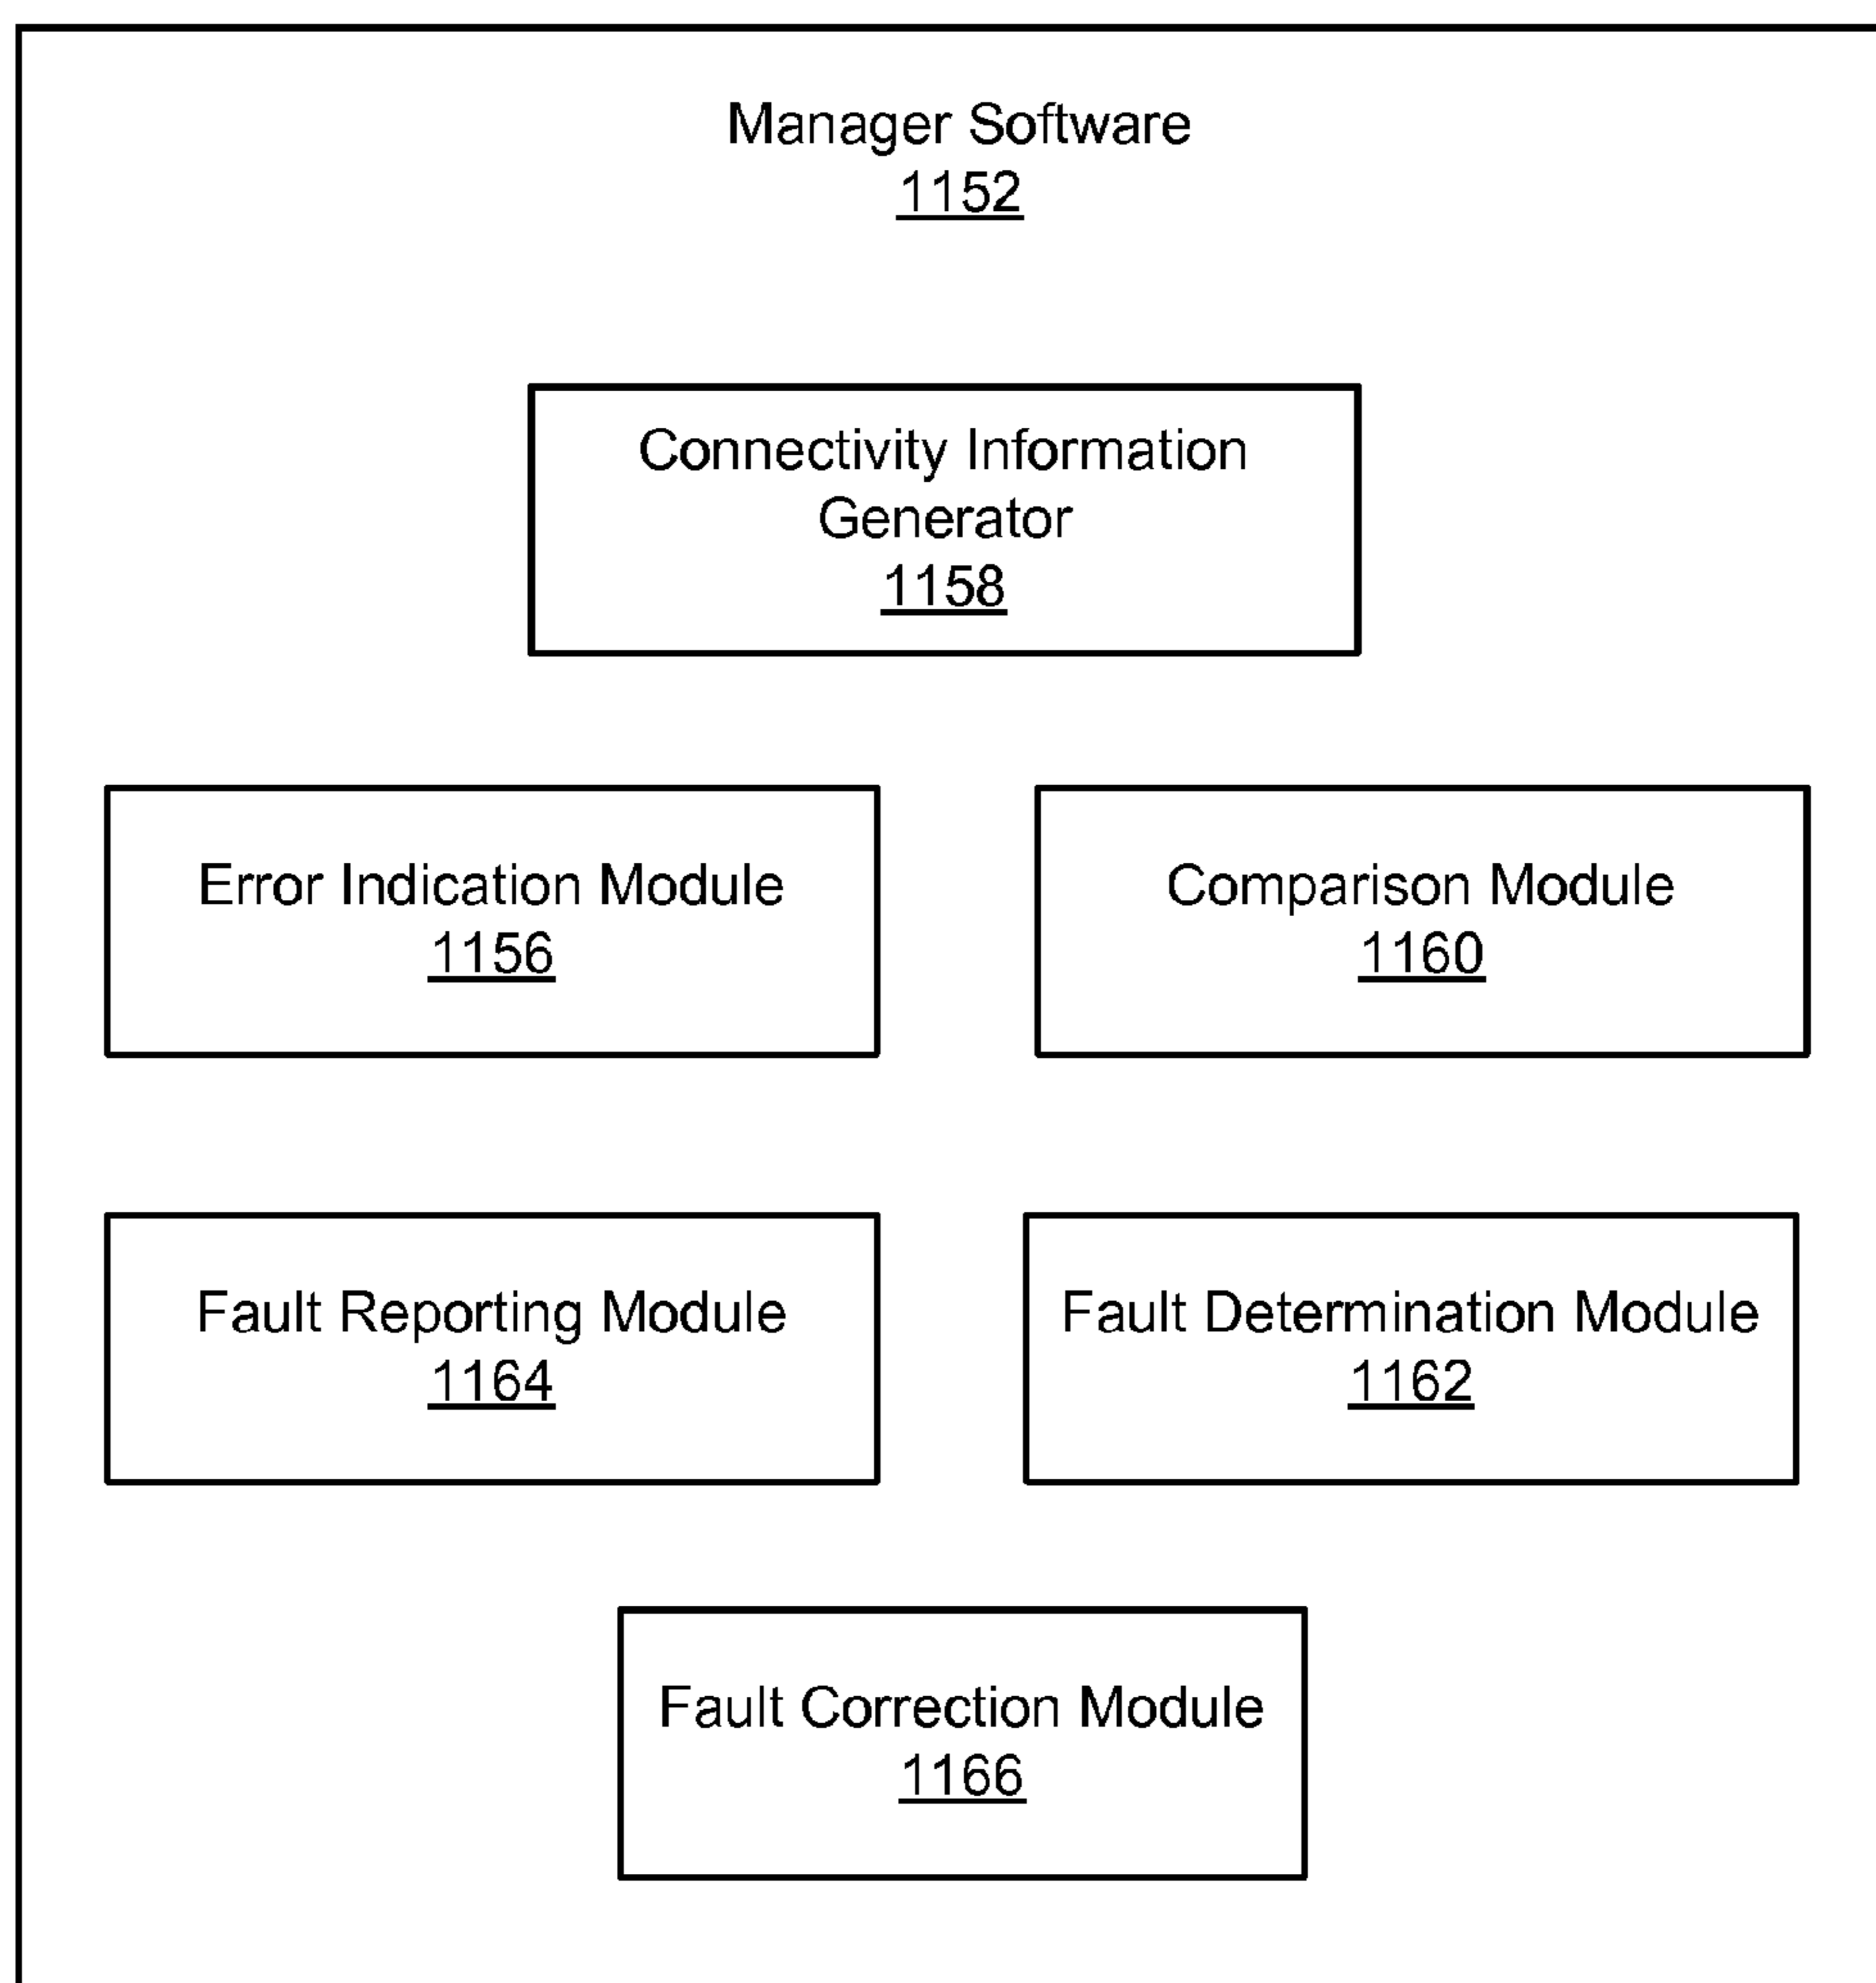 Manager Software
1152
Connectivity Information
Generator
1158
Error Indication Module
1156
Comparison Module
1160
Fault Reporting Module
1164
Fault Determination Module
1162
Fault Correction Module
1166